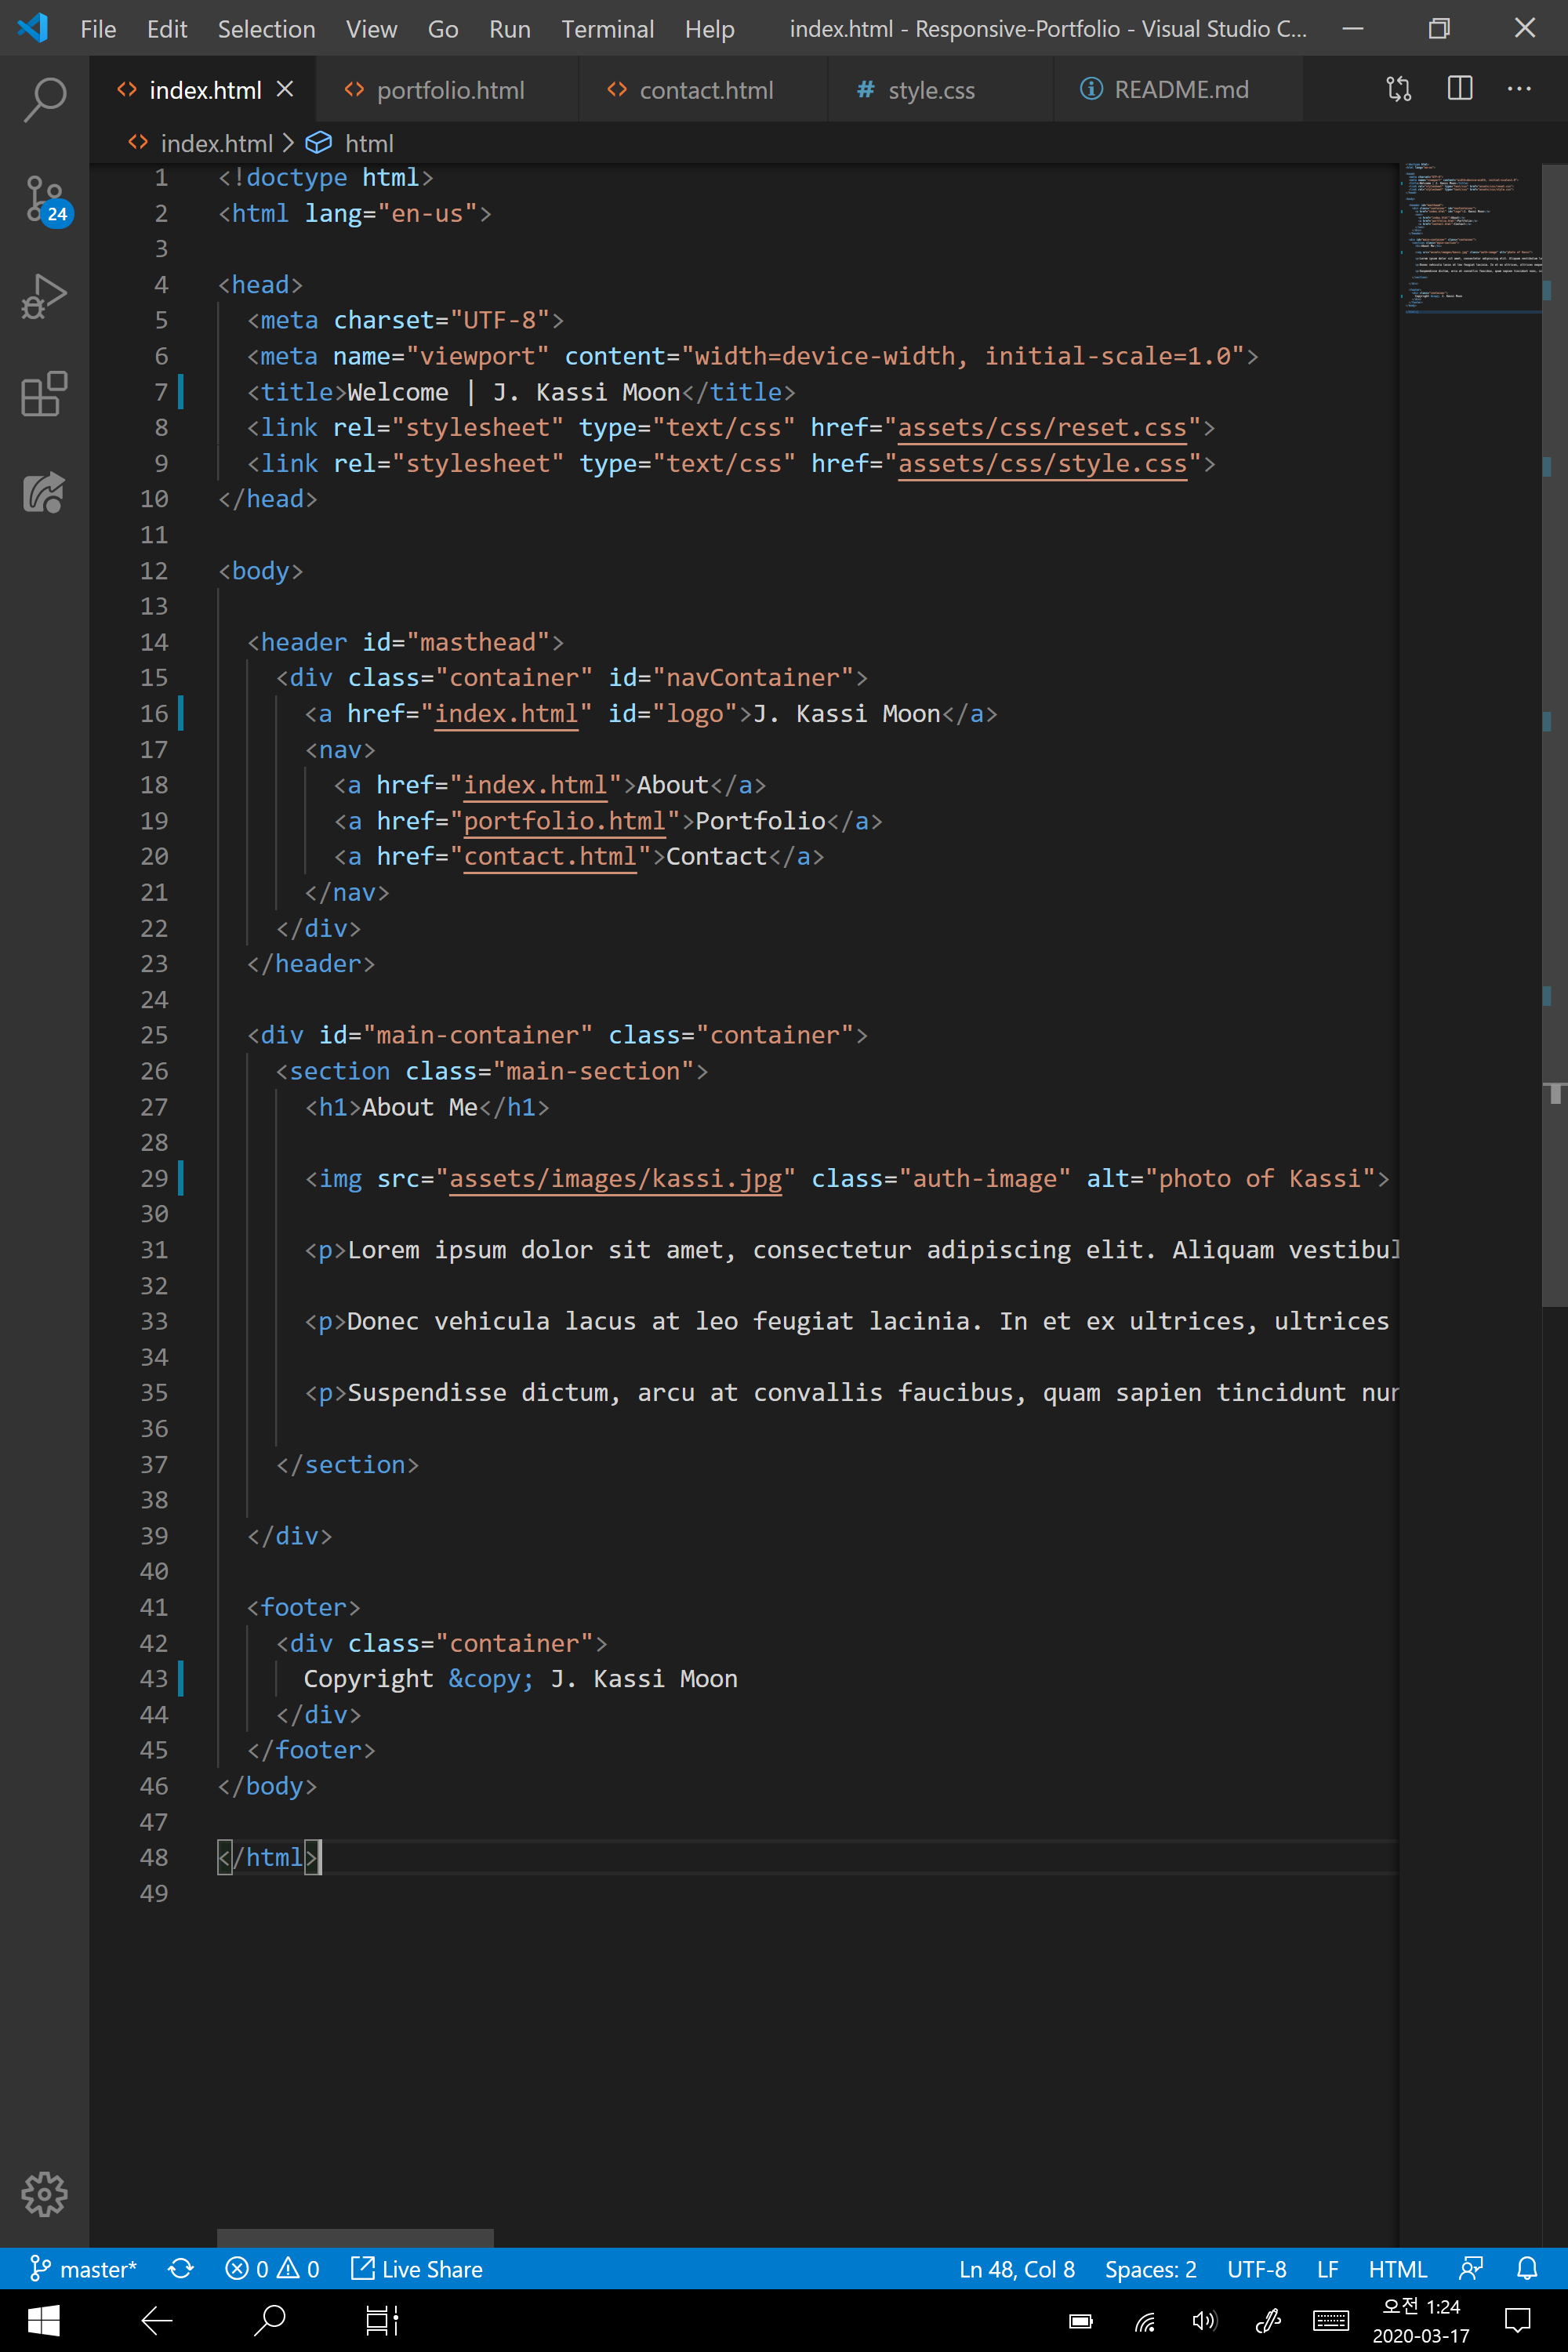 File Edit Selection View Go Run Terminal Help index.html - Responsive-Portfolio - Visual Studio C...
index.html portfolio.html contact.html # style.css README.md
index.html > html
24
1 <!doctype html>
2 <html lang="en-us">
3
4 <head>
5 <meta charset="UTF-8">
6 <meta name="viewport" content="width=device-width, initial-scale=1.0">
7 <title>Welcome | J. Kassi Moon</title>
8 <link rel="stylesheet" type="text/css" href="assets/css/reset.css">
9 <link rel="stylesheet" type="text/css" href="assets/css/style.css">
10 </head>
11
12 <body>
13
14 <header id="masthead">
15 <div class="container" id="navContainer">
16 <a href="index.html" id="logo">J. Kassi Moon</a>
17 <nav>
18 <a href="index.html">About</a>
19 <a href="portfolio.html">Portfolio</a>
20 <a href="contact.html">Contact</a>
21 </nav>
22 </div>
23 </header>
24
25 <div id="main-container" class="container">
26 <section class="main-section">
27 <h1>About Me</h1>
28
29 <img src="assets/images/kassi.jpg" class="auth-image" alt="photo of Kassi">
30
31 <p>Lorem ipsum dolor sit amet, consectetur adipiscing elit. Aliquam vestibul
32
33 <p>Donec vehicula lacus at leo feugiat lacinia. In et ex ultrices, ultrices
34
35 <p>Suspendisse dictum, arcu at convallis faucibus, quam sapien tincidunt
36
37 </section>
38
39 </div>
40
41 <footer>
42 <div class="container">
43 Copyright &copy; J. Kassi Moon
44 </div>
45 </footer>
46 </body>
47
48 </html>
49
master* 0 0 Live Share Ln 48, Col 8 Spaces: 2 UTF-8 LF HTML
오전 1:24
2020-03-17